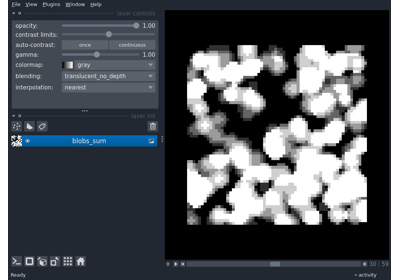 File View Plugins Window Help
layer controls
opacity: 1.00
contrast limits:
auto-contrast: once continuous
gamma: 1.00
colormap: gray
blending: translucent_no_depth
interpolation: nearest
layer list
blobs_sum
30 59
Ready activity